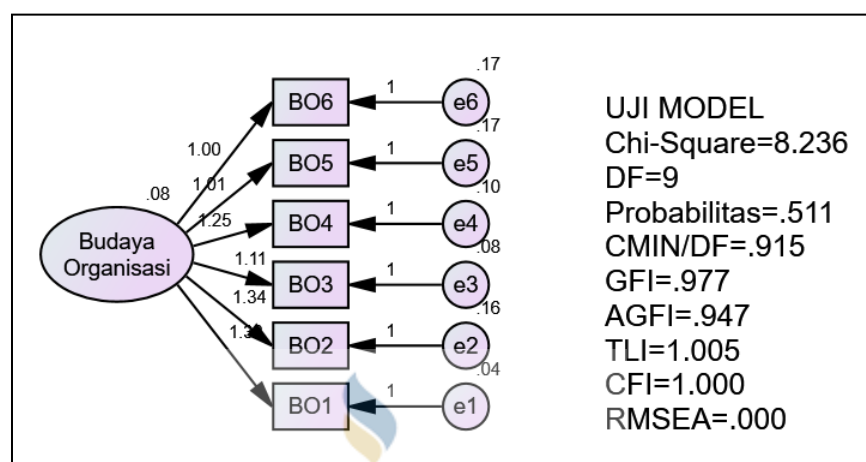 .17
1
BO6
e6
1.00
.17
1
BO5
e5
1.01
.10
1
BO4
e4
1.25
.08
.08
1
BO3
e3
1.11
.16
1
BO2
e2
1.34
.04
1
BO1
e1
Budaya
Organisasi
UJI MODEL
Chi-Square=8.236
DF=9
Probabilitas=.511
CMIN/DF=.915
GFI=.977
AGFI=.947
TLI=1.005
CFI=1.000
RMSEA=.000